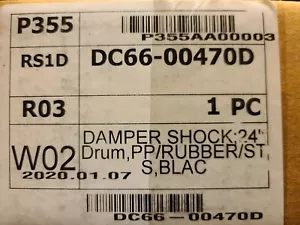 P355
P355AA00003
RS1D
DC66-00470D
R03
1 PC
W02
2020.01.07
DAMPER SHOCK:24"
Drum,PP/RUBBER/ST
S,BLAC
DC66-00470D